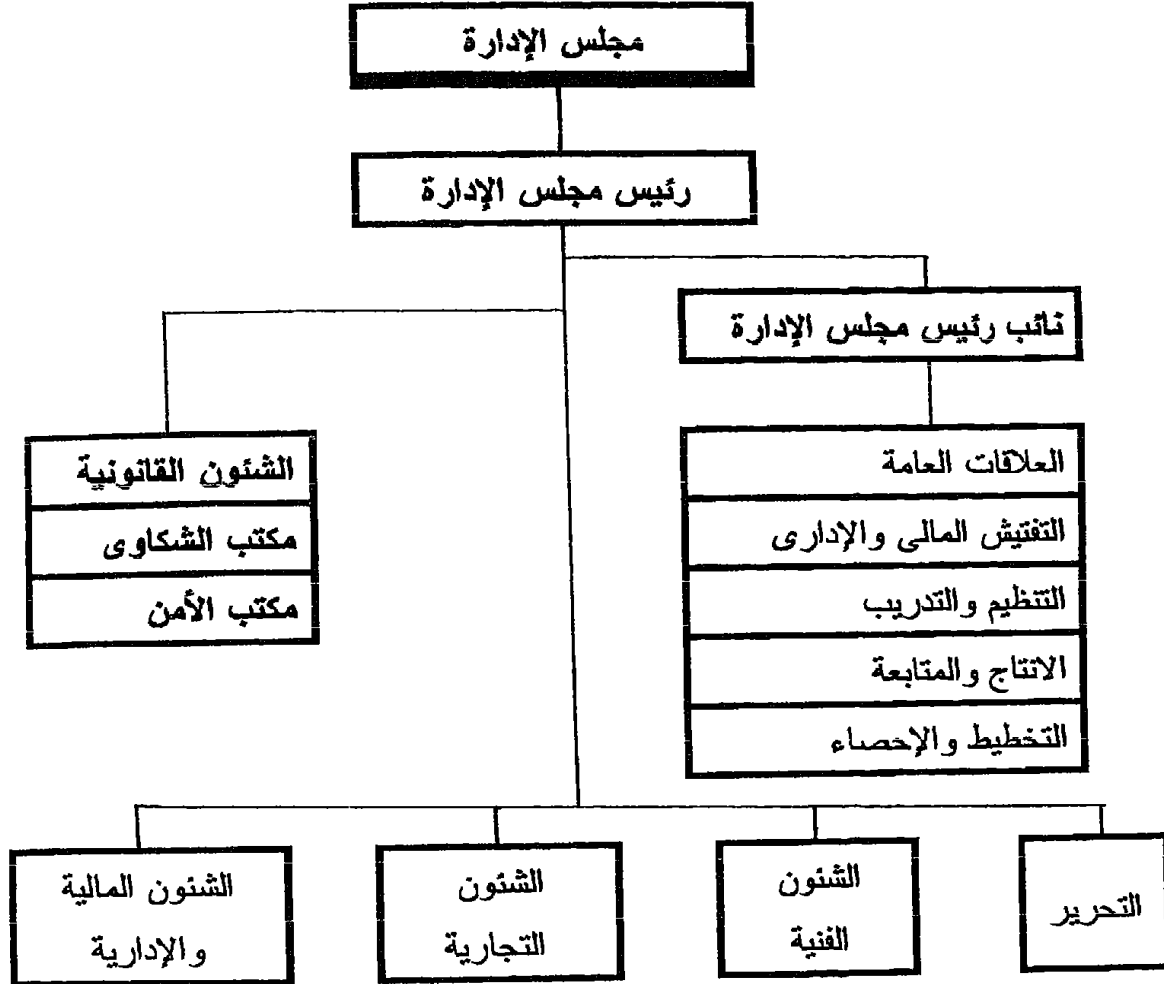 مجلس الإدارة
رئيس مجلس الإدارة
نائب رئيس مجلس الإدارة
العلاقات العامة
التفتيش المالى والإدارى
التنظيم والتدريب
الانتاج والمتابعة
التخطيط والإحصاء
الشئون القانونية
مكتب الشكاوى
مكتب الأمن
التحرير
الشئون
الفنية
الشئون
التجارية
الشئون المالية
والإدارية